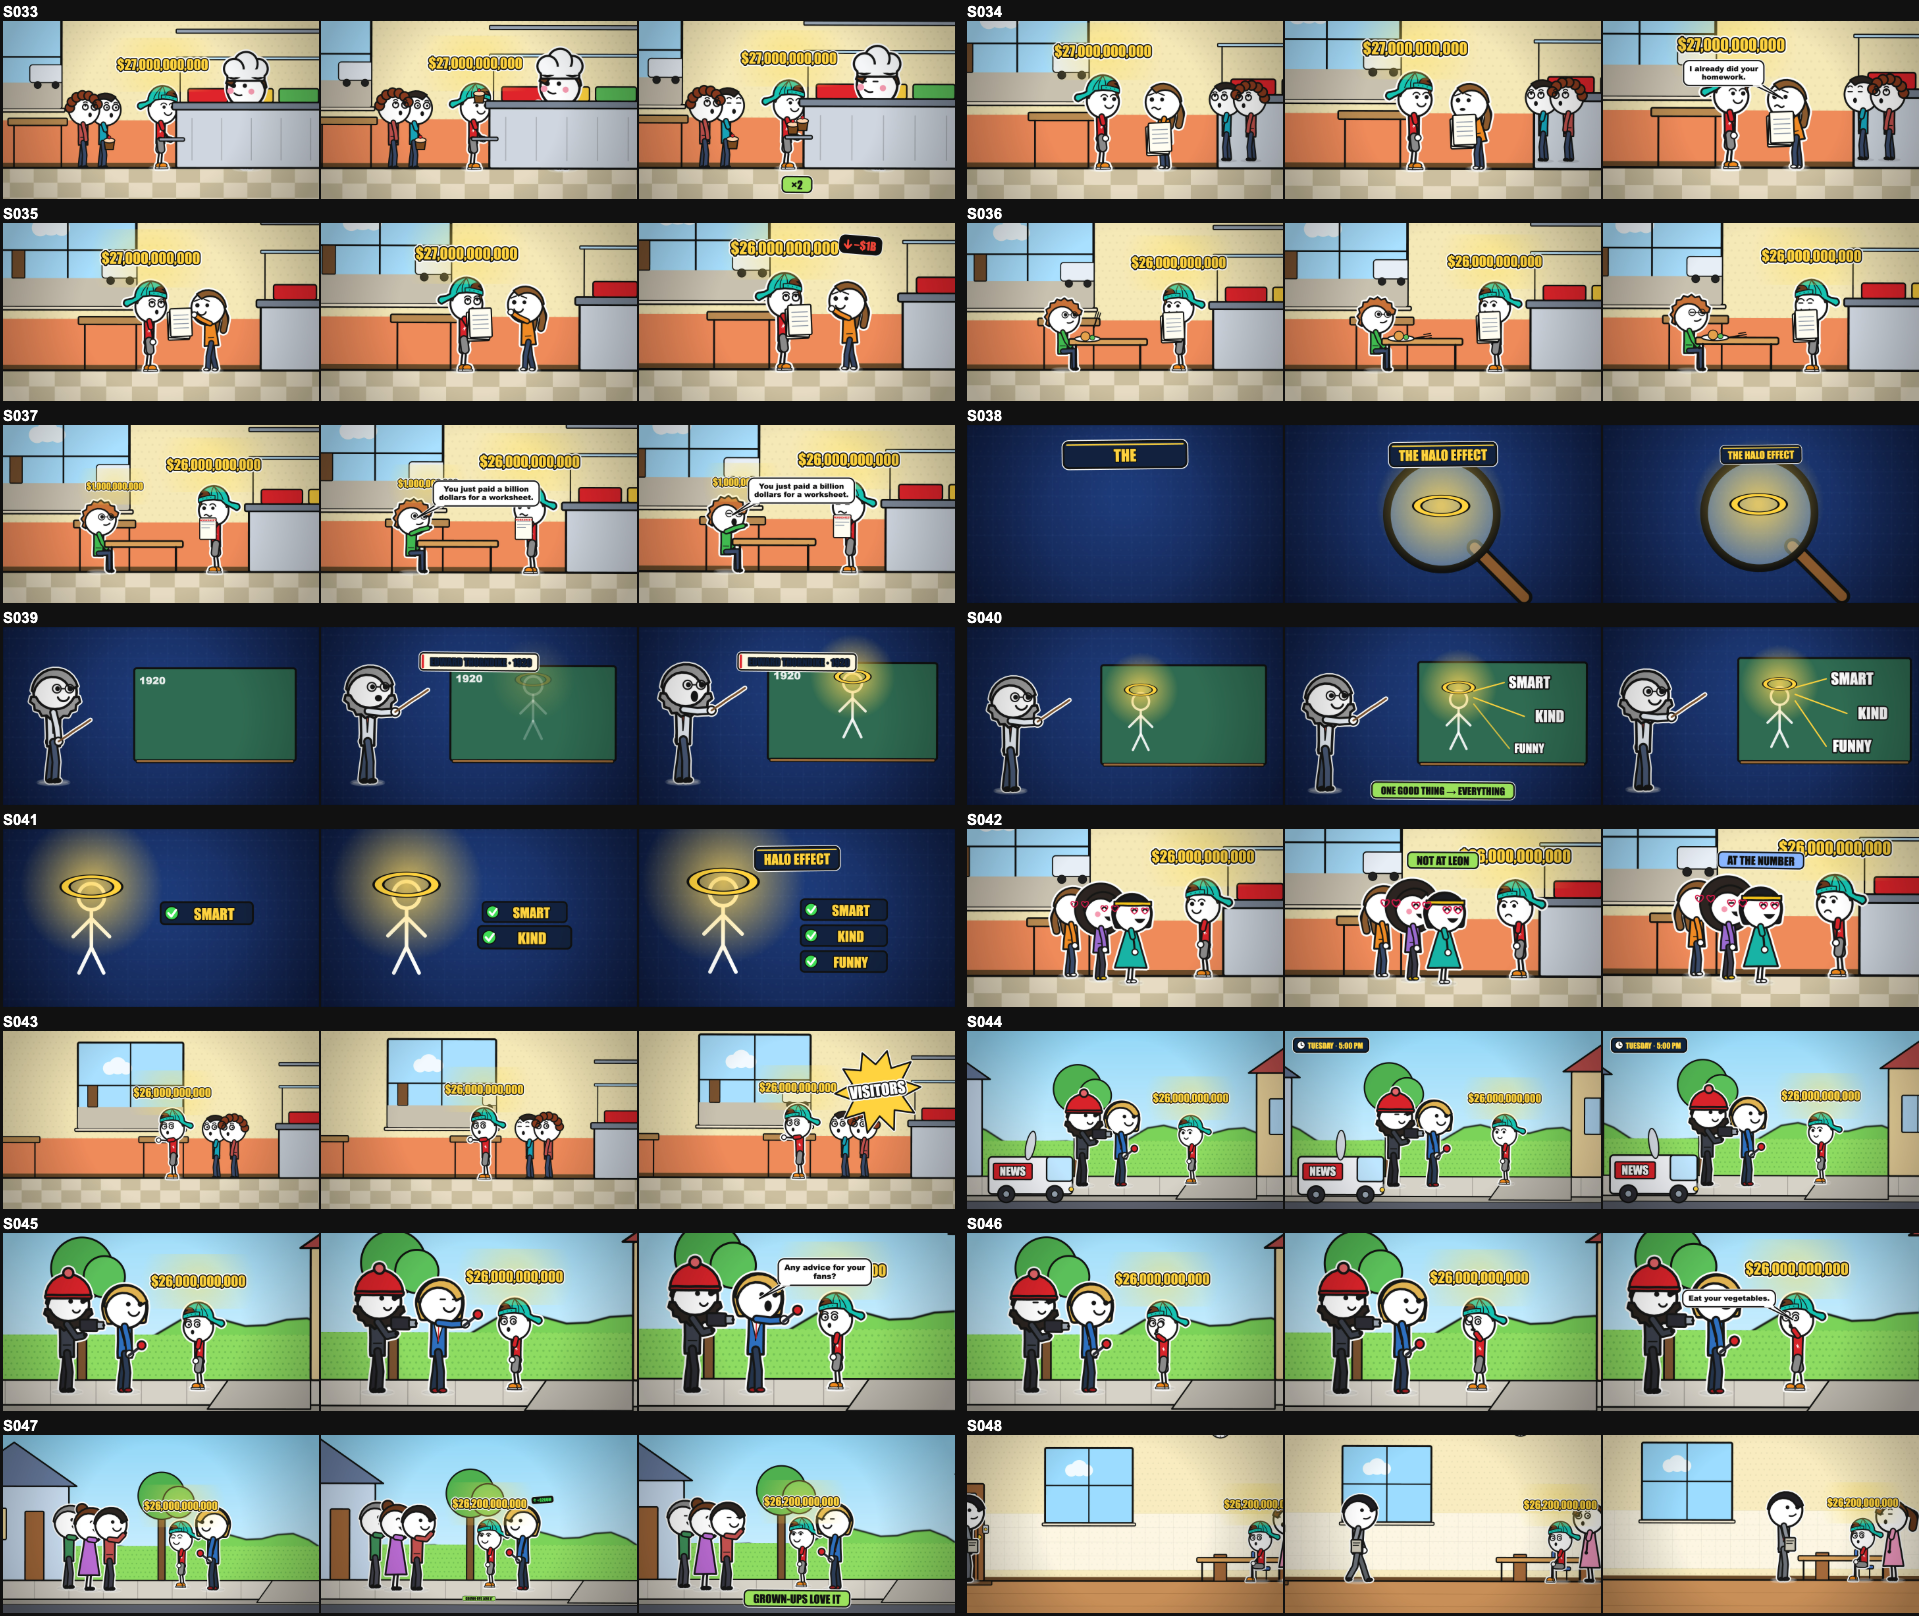 S033
$27,000,000,000
$27,000,000,000
$27,000,000,000
×2
S034
$27,000,000,000
$27,000,000,000
$27,000,000,000
I already did your
homework.
S035
$27,000,000,000
$27,000,000,000
$26,000,000,000
↓ -$1B
S036
$26,000,000,000
$26,000,000,000
$26,000,000,000
S037
$26,000,000,000
$1,000,000,000
$26,000,000,000
You just paid a billion
dollars for a worksheet.
$26,000,000,000
You just paid a billion
dollars for a worksheet.
S038
THE
THE HALO EFFECT
THE HALO EFFECT
S039
1920
1920
1920
S040
SMART
KIND
FUNNY
ONE GOOD THING → EVERYTHING
SMART
KIND
FUNNY
S041
SMART
SMART
KIND
HALO EFFECT
SMART
KIND
FUNNY
S042
$26,000,000,000
NOT AT LEON
AT THE NUMBER
S043
$26,000,000,000
$26,000,000,000
$26,000,000,000
VISITORS
S044
$26,000,000,000
NEWS
TUESDAY · 5:00 PM
$26,000,000,000
NEWS
TUESDAY · 5:00 PM
$26,000,000,000
NEWS
S045
$26,000,000,000
$26,000,000,000
Any advice for your
fans?
S046
$26,000,000,000
$26,000,000,000
$26,000,000,000
Eat your vegetables.
S047
$26,000,000,000
$26,200,000,000
$26,200,000,000
GROWN-UPS LOVE IT
S048
$26,200,000,000
$26,200,000,000